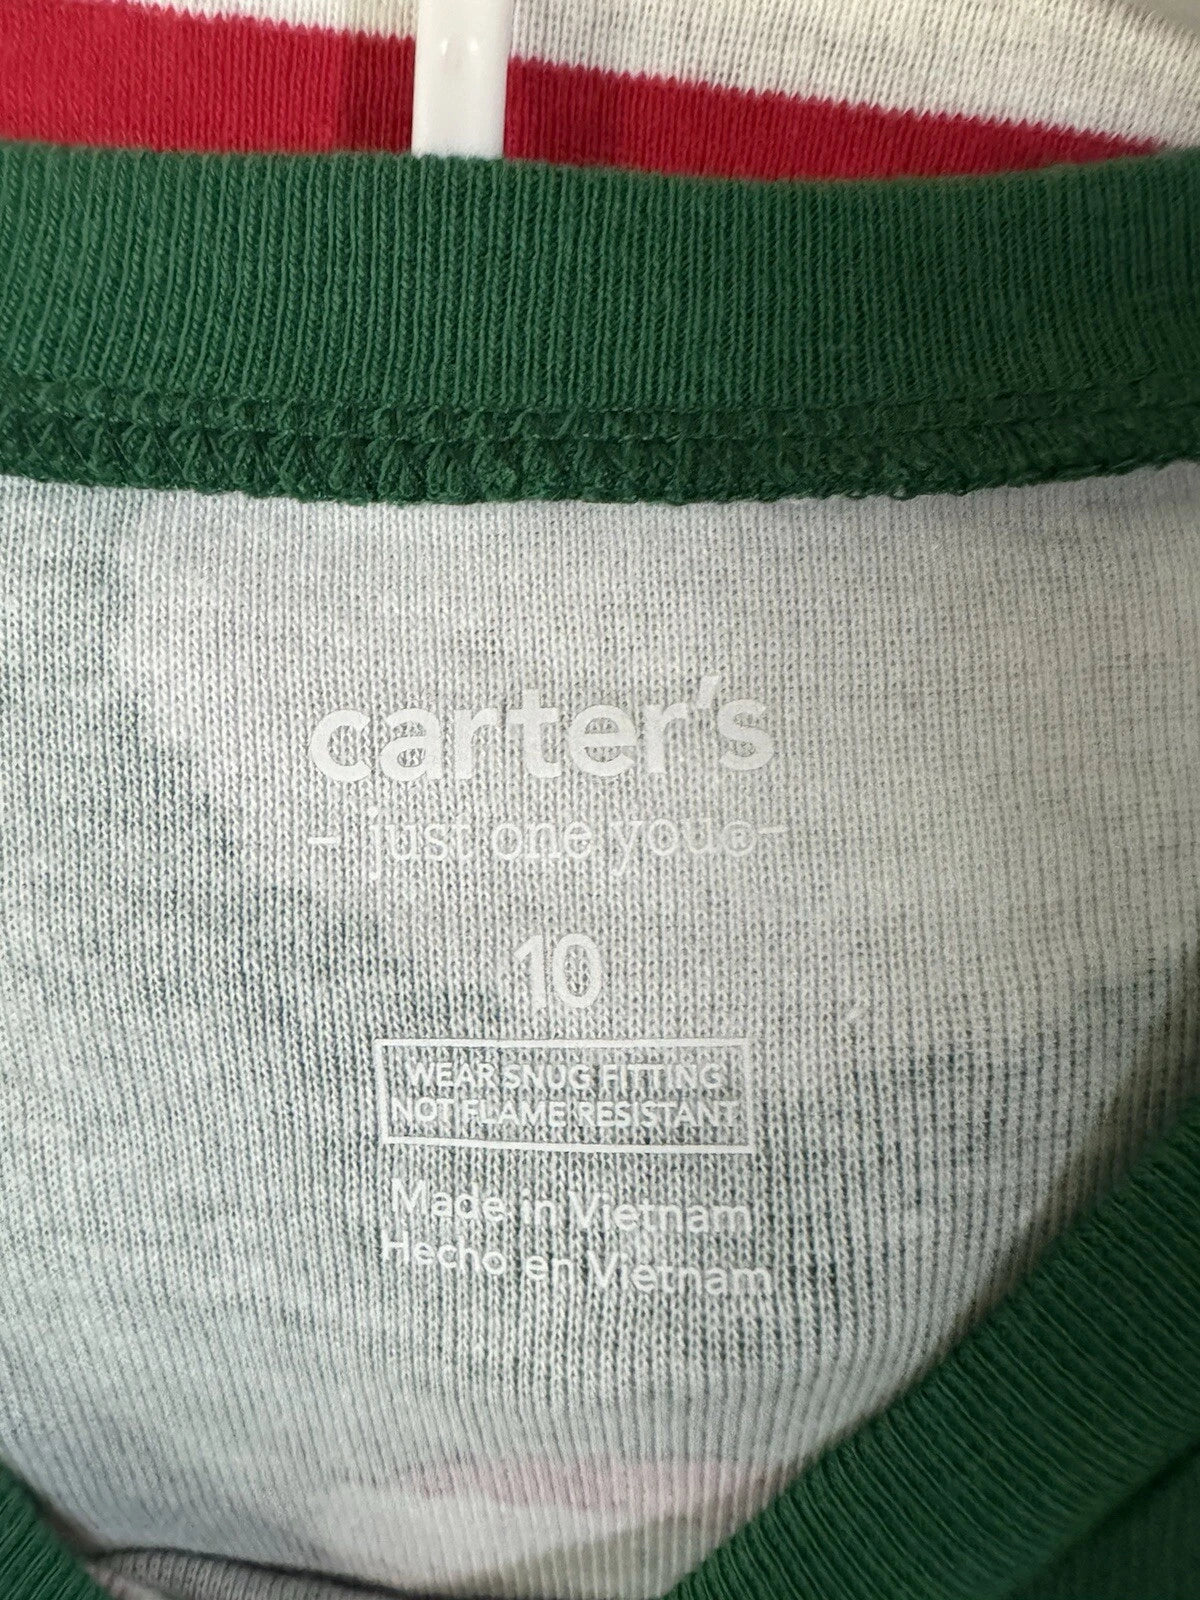 carter's
- just one you® -
10
WEAR SNUG FITTING
NOT FLAME RESISTANT
Made in Vietnam
Hecho en Vietnam